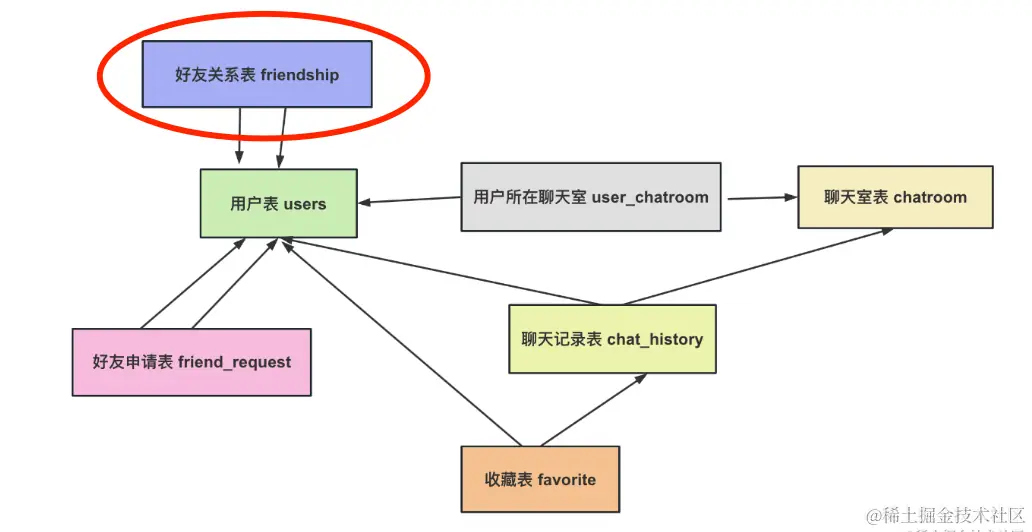 好友关系表 friendship
用户表 users
用户所在聊天室 user_chatroom
聊天室表 chatroom
好友申请表 friend_request
聊天记录表 chat_history
收藏表 favorite
@稀土掘金技术社区